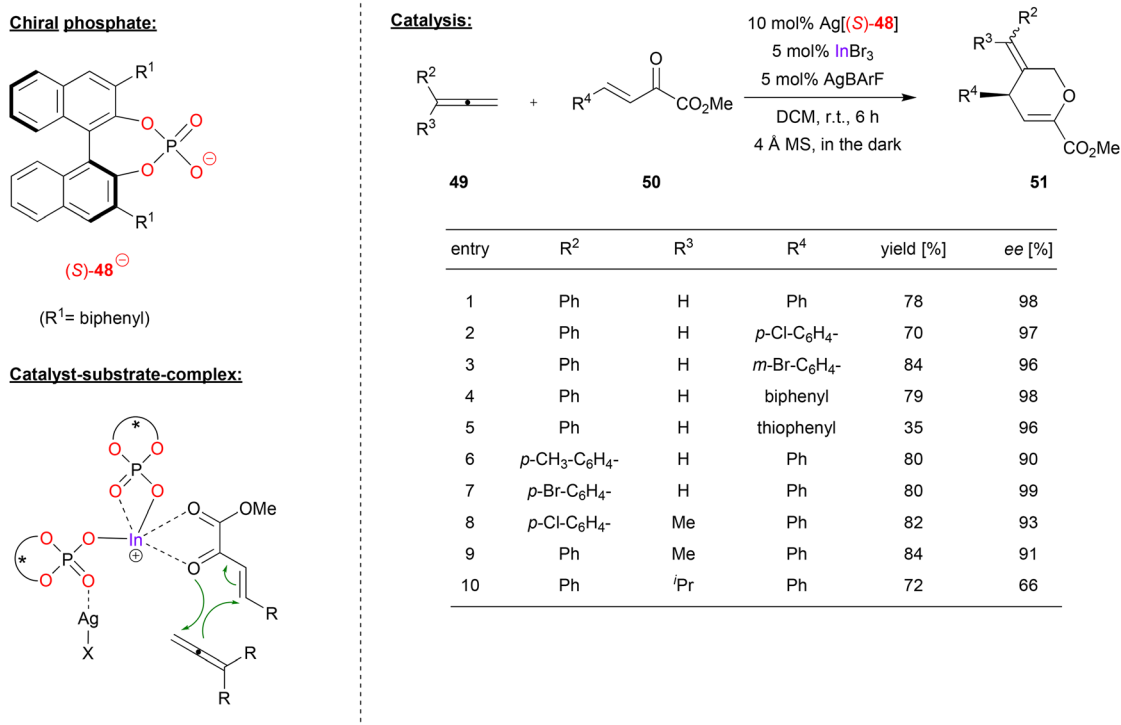 Chiral phosphate:
R¹
O
O
P
O
O ⊖
R¹
(S)-48 ⊖
(R¹= biphenyl)
Catalyst-substrate-complex:
*
O O
P
O O
O O In O OMe
* P ⊕
O O O
Ag R
X R
R
Catalysis:
R²
R³
49
+
O
R⁴ CO₂Me
50
10 mol% Ag[(S)-48]
5 mol% InBr₃
5 mol% AgBArF
DCM, r.t., 6 h
4 Å MS, in the dark
R²
R³
R⁴ O
CO₂Me
51
entry R² R³ R⁴ yield [%] ee [%]
1 Ph H Ph 78 98
2 Ph H p-Cl-C₆H₄- 70 97
3 Ph H m-Br-C₆H₄- 84 96
4 Ph H biphenyl 79 98
5 Ph H thiophenyl 35 96
6 p-CH₃-C₆H₄- H Ph 80 90
7 p-Br-C₆H₄- H Ph 80 99
8 p-Cl-C₆H₄- Me Ph 82 93
9 Ph Me Ph 84 91
10 Ph ⁱPr Ph 72 66